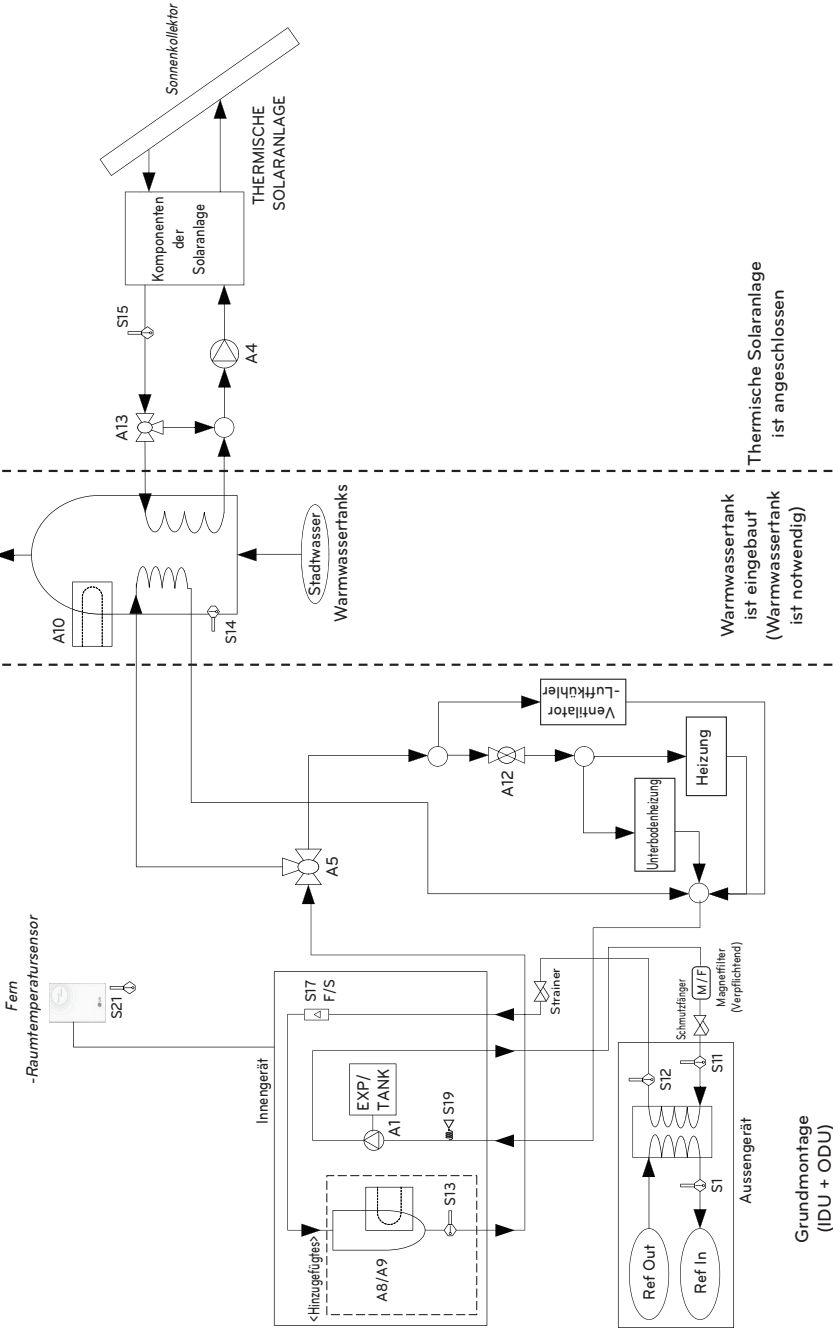 Sonnenkollektor
THERMISCHE
SOLARANLAGE
Komponenten
der
Solaranlage
S15
A4
A13
Thermische Solaranlage
ist angeschlossen
A10
S14
Stadtwasser
Warmwassertanks
Warmwassertank
ist eingebaut
(Warmwassertank
ist notwendig)
Fern
-Raumtemperatursensor
S21
A5
A12
Ventilator
-Luftkühler
Heizung
Unterbodenheizung
Innengerät
S17
F/S
EXP/
TANK
A1
S19
<Hinzugefügtes>
A8/A9
S13
Strainer
Schmutzfänger
M/F
Magnetfilter
(Verpflichtend)
S12
S11
S1
Ref Out
Ref In
Aussengerät
Grundmontage
(IDU + ODU)